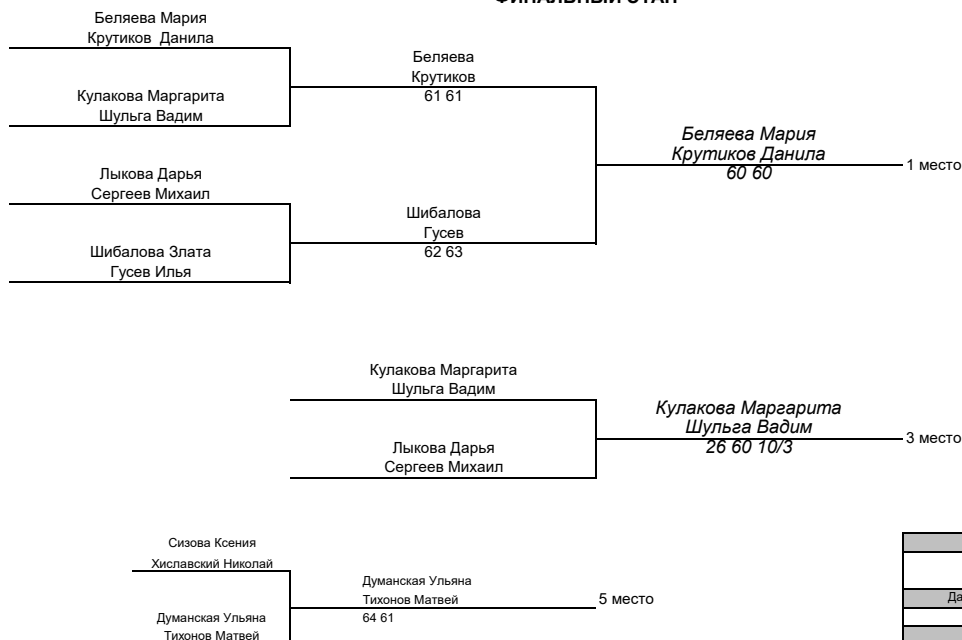 ФИНАЛЬНЫЙ ЭТАП
Беляева Мария
Крутиков Данила
Кулакова Маргарита
Шульга Вадим
Лыкова Дарья
Сергеев Михаил
Шибалова Злата
Гусев Илья
Беляева
Крутиков
61 61
Шибалова
Гусев
62 63
Беляева Мария
Крутиков Данила
60 60
1 место
Кулакова Маргарита
Шульга Вадим
Лыкова Дарья
Сергеев Михаил
Кулакова Маргарита
Шульга Вадим
26 60 10/3
3 место
Сизова Ксения
Хиславский Николай
Думанская Ульяна
Тихонов Матвей
Думанская Ульяна
Тихонов Матвей
64 61
5 место